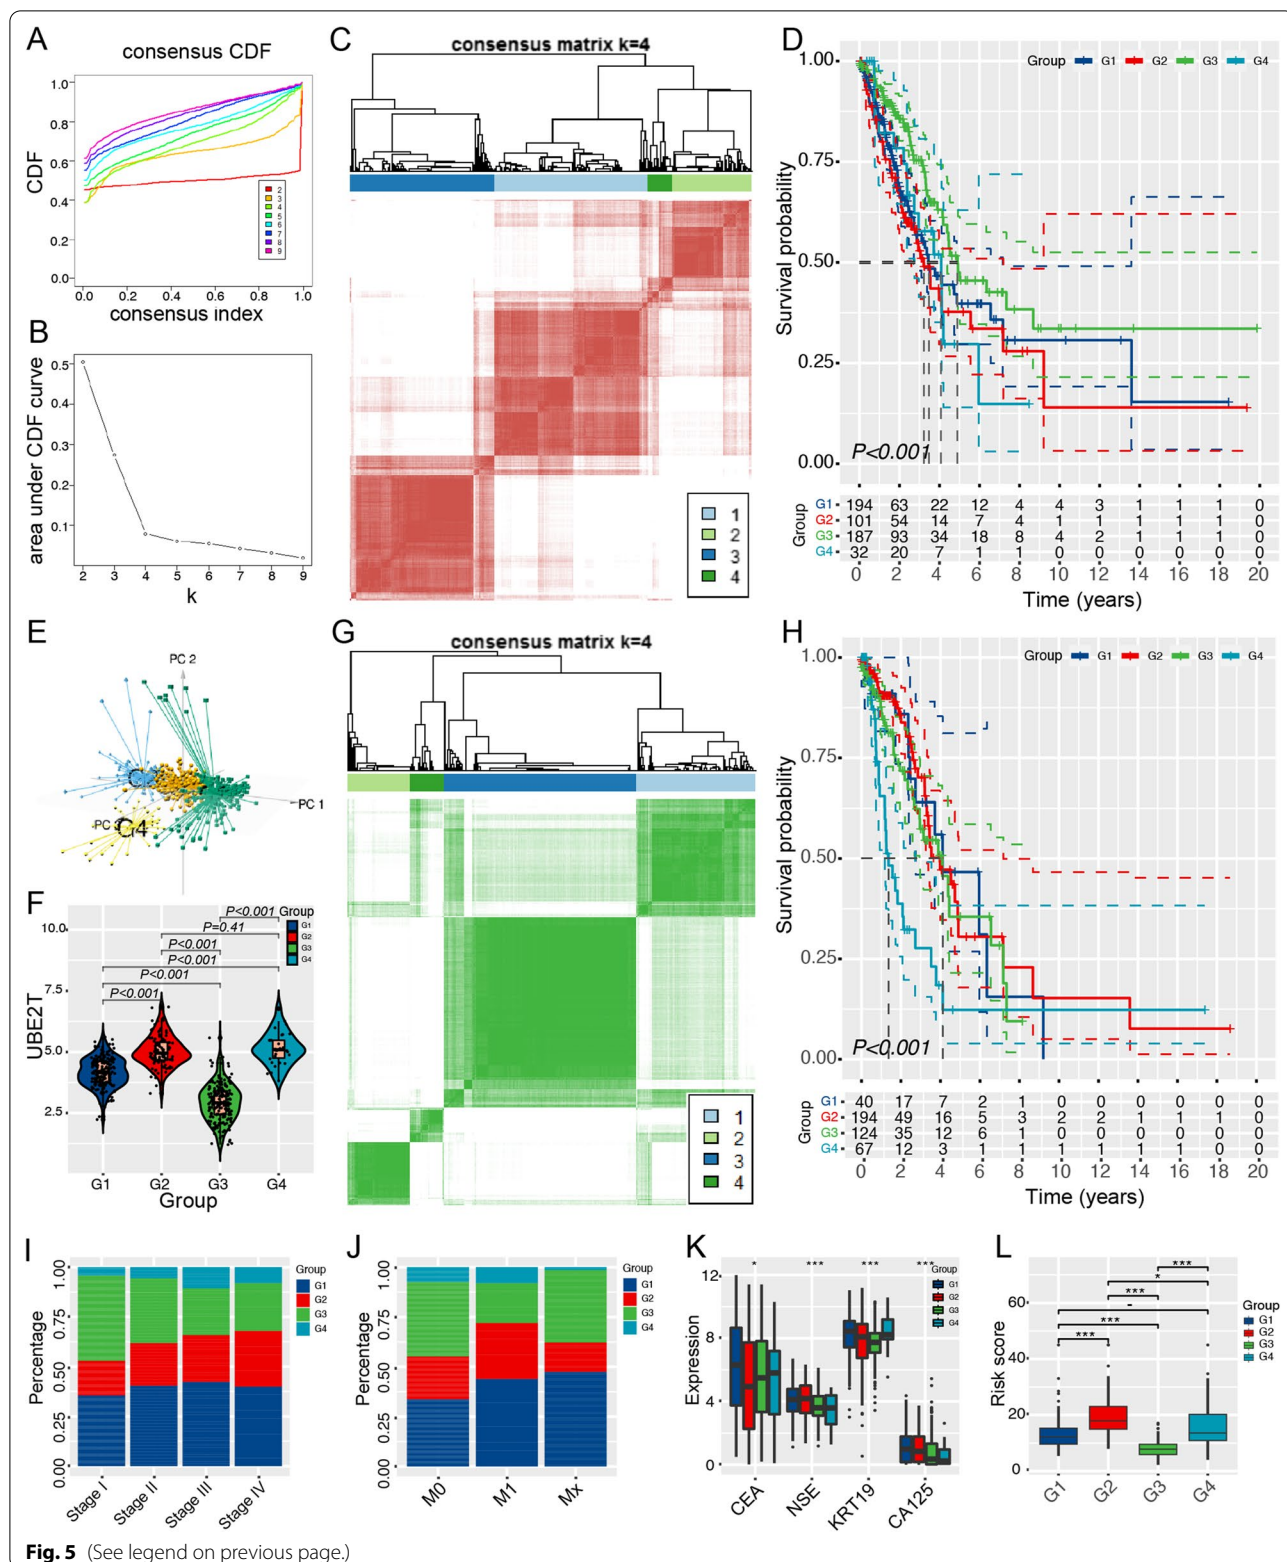 A
consensus CDF
CDF
1.0
0.8
0.6
0.4
0.2
0.0
2
3
4
5
6
7
8
9
0.0 0.2 0.4 0.6 0.8 1.0
consensus index
B
area under CDF curve
0.5
0.4
0.3
0.2
0.1
2 3 4 5 6 7 8 9
k
C
consensus matrix k=4
1
2
3
4
D
Group G1 G2 G3 G4
Survival probability
1.00
0.75
0.50
0.25
0.00
P<0.001
Group
G1 194 63 22 12 4 4 3 1 1 1 0
G2 101 54 14 7 4 1 1 1 1 1 0
G3 187 93 34 18 8 4 2 1 1 1 0
G4 32 20 7 1 1 0 0 0 0 0 0
0 2 4 6 8 10 12 14 16 18 20
Time (years)
E
PC 2
PC 1
PC
G4
F
P<0.001
P=0.41
P<0.001
P<0.001
P<0.001
P<0.001
Group
G1
G2
G3
G4
UBE2T
10.0
7.5
5.0
2.5
G1 G2 G3 G4
Group
G
consensus matrix k=4
1
2
3
4
H
Group G1 G2 G3 G4
Survival probability
1.00
0.75
0.50
0.25
0.00
P<0.001
Group
G1 40 17 7 2 1 0 0 0 0 0 0
G2 194 49 16 5 3 2 2 1 1 1 0
G3 124 35 12 6 1 0 0 0 0 0 0
G4 67 12 3 1 1 1 1 1 1 0 0
0 2 4 6 8 10 12 14 16 18 20
Time (years)
I
Percentage
1.00
0.75
0.50
0.25
0.00
Group
G1
G2
G3
G4
Stage I Stage II Stage III Stage IV
J
Percentage
1.00
0.75
0.50
0.25
0.00
Group
G1
G2
G3
G4
M0 M1 Mx
K
* *** *** ***
Group
G1
G2
G3
G4
Expression
12
8
4
0
CEA NSE KRT19 CA125
L
***
*
***
-
***
***
Risk score
60
40
20
0
Group
G1
G2
G3
G4
G1 G2 G3 G4
Fig. 5 (See legend on previous page.)